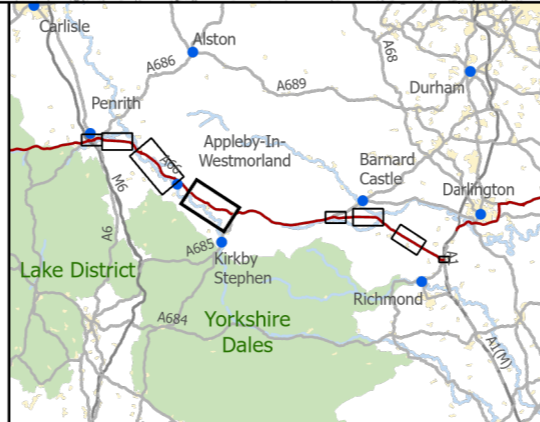 Carlisle
Alston
A686
A68
A689
Durham
Penrith
Appleby-In-
Westmorland
Barnard
Castle
A66
Darlington
M6
A6
A685
Kirkby
Stephen
Lake District
Richmond
A684
Yorkshire
Dales
A1(M)